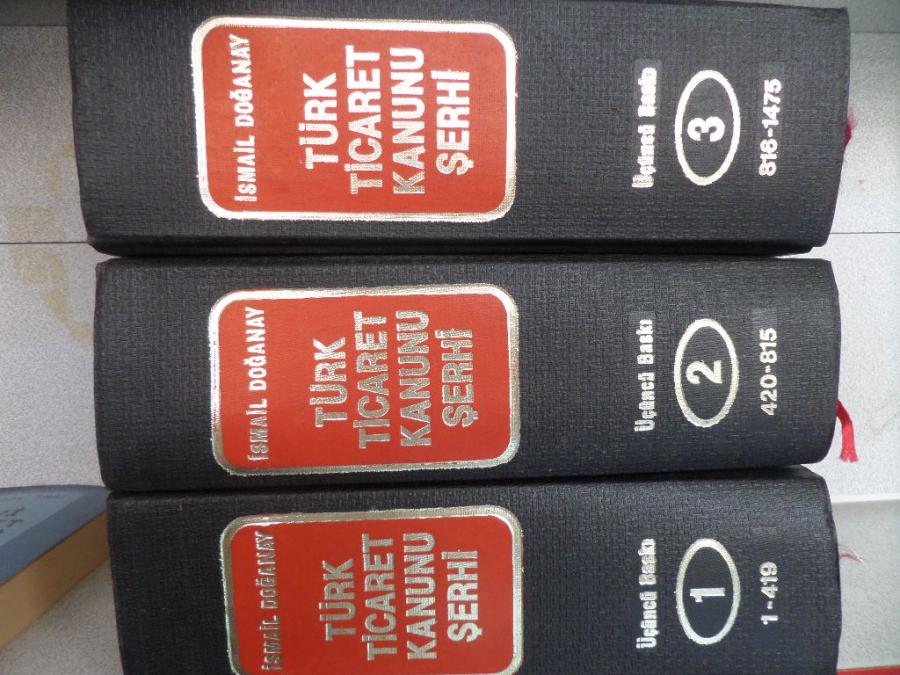 İSMAİL DOĞANAY
TÜRK
TİCARET
KANUNU
ŞERHİ
Üçüncü Baskı
3
816-1475
İSMAİL DOĞANAY
TÜRK
TİCARET
KANUNU
ŞERHİ
Üçüncü Baskı
2
420-815
İSMAİL DOĞANAY
TÜRK
TİCARET
KANUNU
ŞERHİ
Üçüncü Baskı
1
1-419